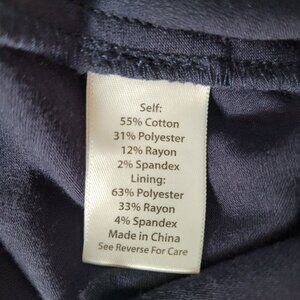 Self:
55% Cotton
31% Polyester
12% Rayon
2% Spandex
Lining:
63% Polyester
33% Rayon
4% Spandex
Made in China
See Reverse For Care